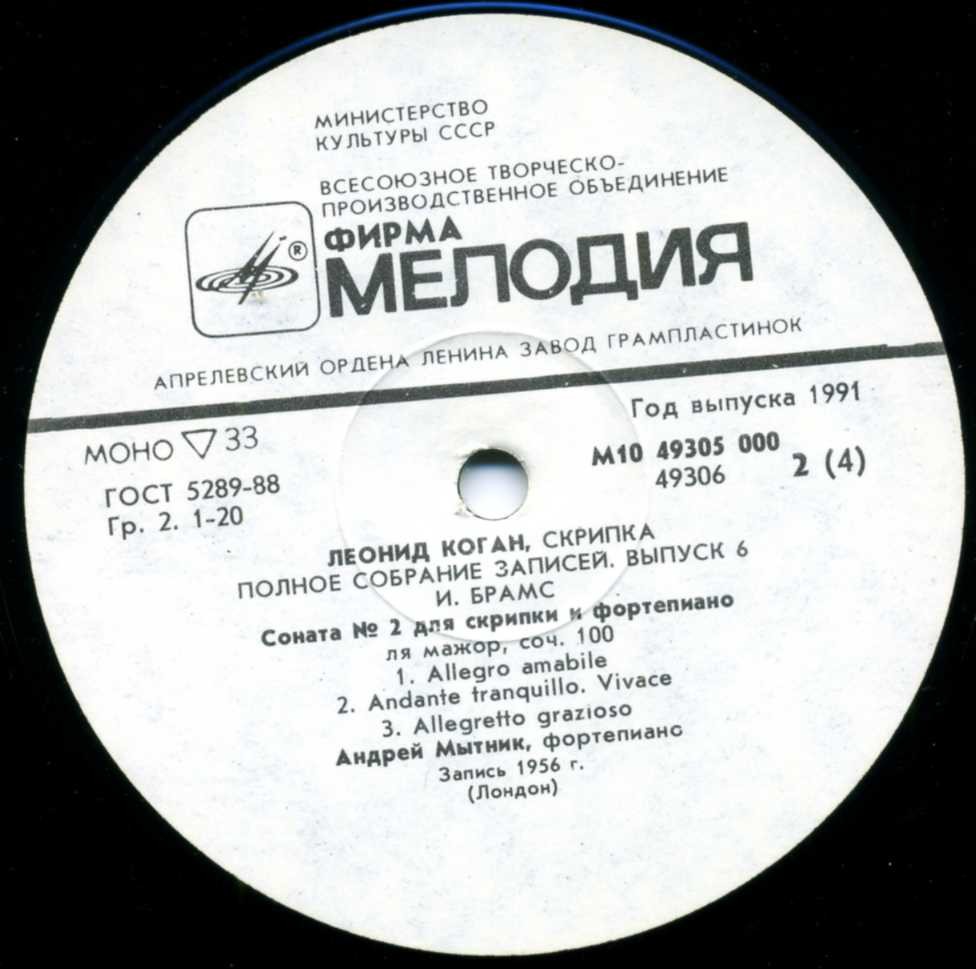 МИНИСТЕРСТВО
КУЛЬТУРЫ СССР
ВСЕСОЮЗНОЕ ТВОРЧЕСКО-
ПРОИЗВОДСТВЕННОЕ ОБЪЕДИНЕНИЕ
®
ФИРМА
МЕЛОДИЯ
АПРЕЛЕВСКИЙ ОРДЕНА ЛЕНИНА ЗАВОД ГРАМПЛАСТИНОК
Год выпуска 1991
МОНО ▽ 33
М10 49305 000
49306
2 (4)
ГОСТ 5289-88
Гр. 2. 1-20
ЛЕОНИД КОГАН, СКРИПКА
ПОЛНОЕ СОБРАНИЕ ЗАПИСЕЙ. ВЫПУСК 6
И. БРАМС
Соната № 2 для скрипки и фортепиано
ля мажор, соч. 100
1. Allegro amabile
2. Andante tranquillo. Vivace
3. Allegretto grazioso
Андрей Мытник, фортепиано
Запись 1956 г.
(Лондон)